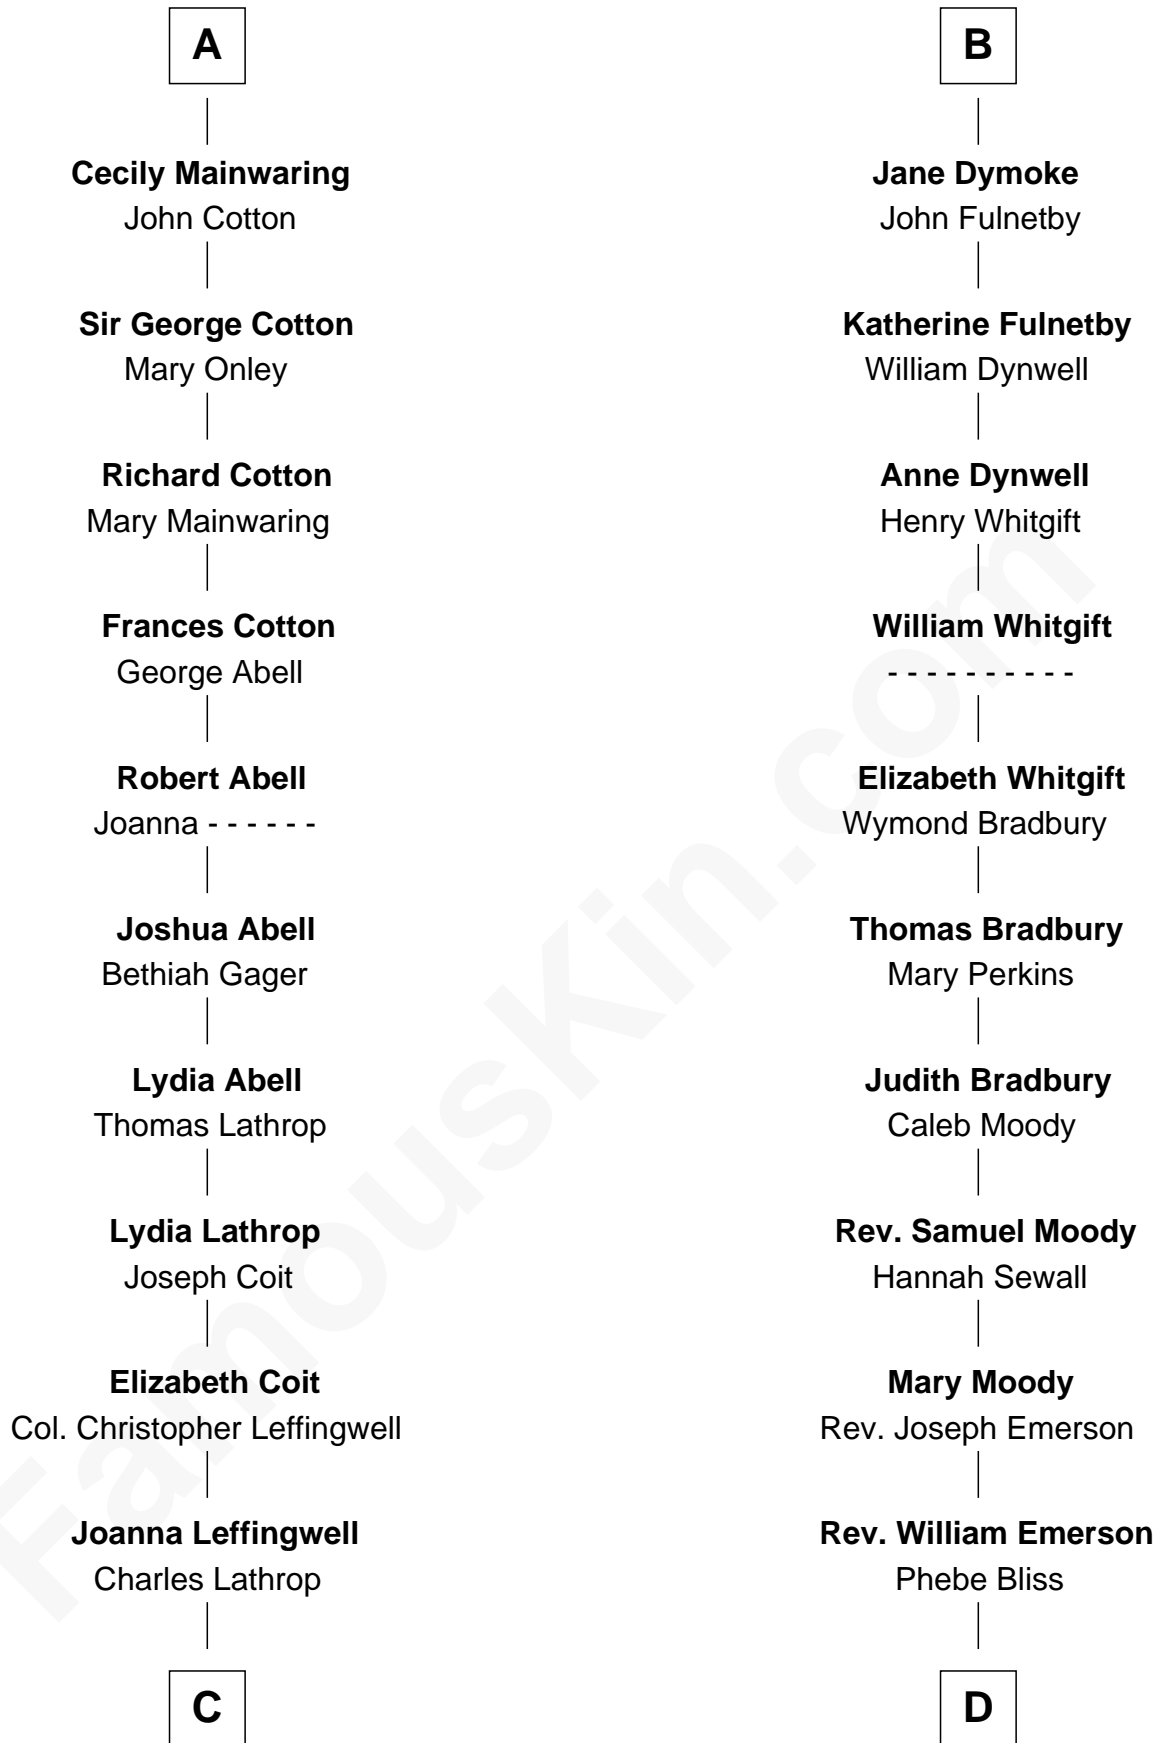 A
Cecily Mainwaring
John Cotton
Sir George Cotton
Mary Onley
Richard Cotton
Mary Mainwaring
Frances Cotton
George Abell
Robert Abell
Joanna - - - - - -
Joshua Abell
Bethiah Gager
Lydia Abell
Thomas Lathrop
Lydia Lathrop
Joseph Coit
Elizabeth Coit
Col. Christopher Leffingwell
Joanna Leffingwell
Charles Lathrop
C
B
Jane Dymoke
John Fulnetby
Katherine Fulnetby
William Dynwell
Anne Dynwell
Henry Whitgift
William Whitgift
- - - - - - - - - -
Elizabeth Whitgift
Wymond Bradbury
Thomas Bradbury
Mary Perkins
Judith Bradbury
Caleb Moody
Rev. Samuel Moody
Hannah Sewall
Mary Moody
Rev. Joseph Emerson
Rev. William Emerson
Phebe Bliss
D
FamousKin.com